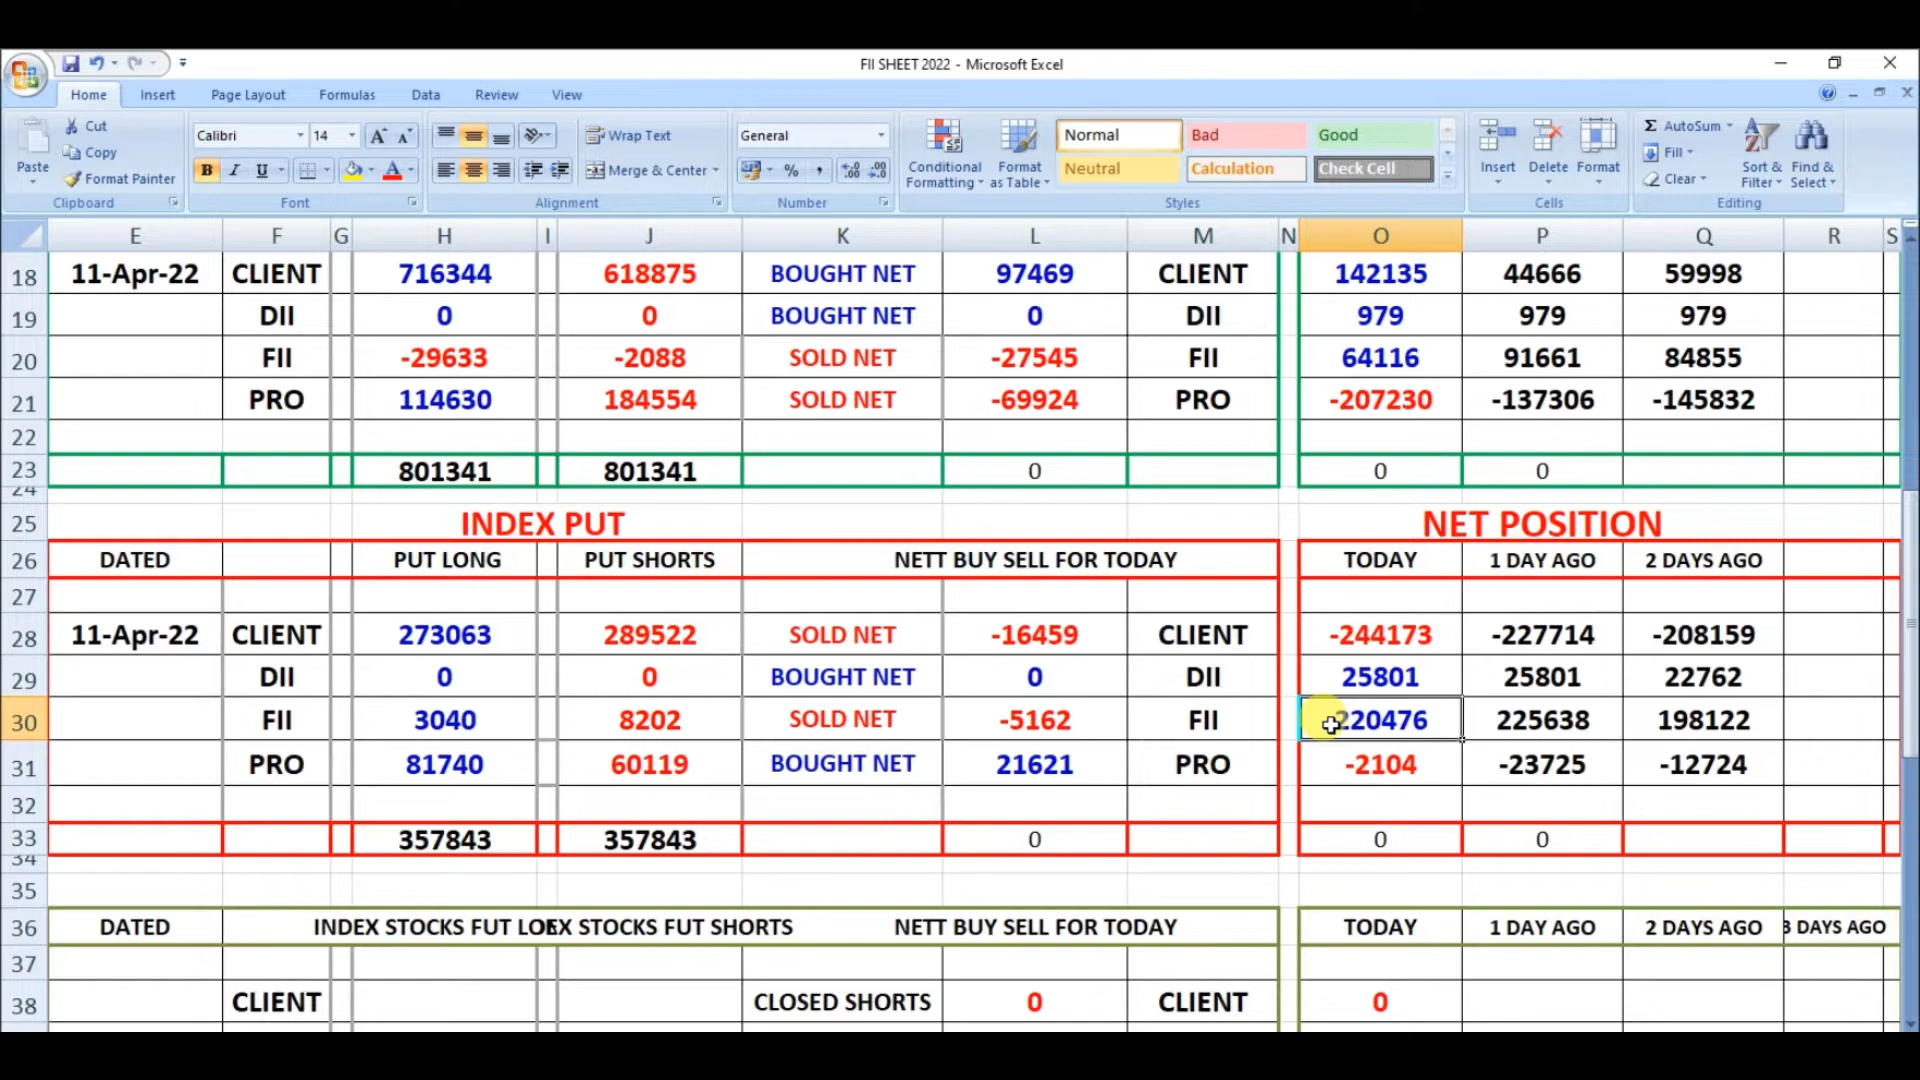 FII SHEET 2022 - Microsoft Excel
Home Insert Page Layout Formulas Data Review View
Paste Cut Copy Format Painter Clipboard
Calibri 14 A A B I U A Font
Wrap Text Merge & Center Alignment
General % , Number
Conditional Formatting Format as Table Normal Bad Good Neutral Calculation Check Cell Styles
Insert Delete Format Cells
Σ AutoSum Fill Clear Sort & Filter Find & Select Editing
E F G H I J K L M N O P Q R S
18 11-Apr-22 CLIENT 716344 618875 BOUGHT NET 97469 CLIENT 142135 44666 59998
19 DII 0 0 BOUGHT NET 0 DII 979 979 979
20 FII -29633 -2088 SOLD NET -27545 FII 64116 91661 84855
21 PRO 114630 184554 SOLD NET -69924 PRO -207230 -137306 -145832
22
23 801341 801341 0 0 0
24
25 INDEX PUT NET POSITION
26 DATED PUT LONG PUT SHORTS NETT BUY SELL FOR TODAY TODAY 1 DAY AGO 2 DAYS AGO
27
28 11-Apr-22 CLIENT 273063 289522 SOLD NET -16459 CLIENT -244173 -227714 -208159
29 DII 0 0 BOUGHT NET 0 DII 25801 25801 22762
30 FII 3040 8202 SOLD NET -5162 FII 220476 225638 198122
31 PRO 81740 60119 BOUGHT NET 21621 PRO -2104 -23725 -12724
32
33 357843 357843 0 0 0
34
35
36 DATED INDEX STOCKS FUT LO EX STOCKS FUT SHORTS NETT BUY SELL FOR TODAY TODAY 1 DAY AGO 2 DAYS AGO 3 DAYS AGO
37
38 CLIENT CLOSED SHORTS 0 CLIENT 0